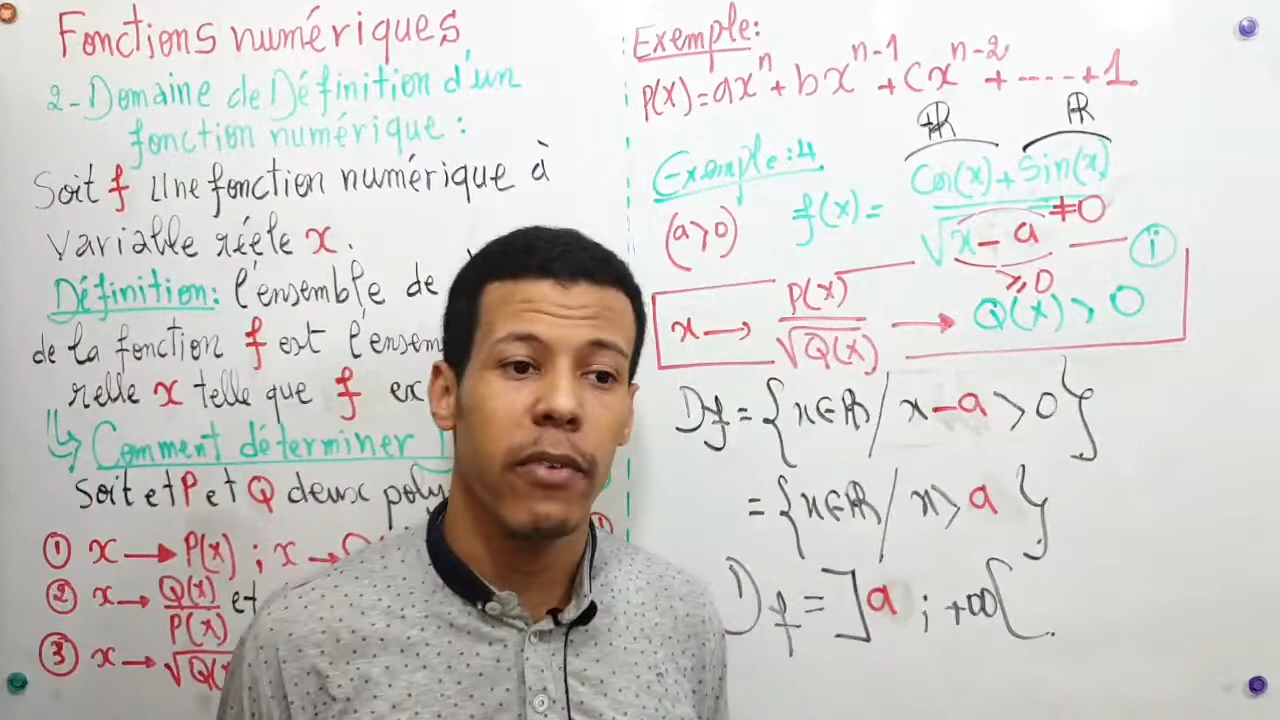 Fonctions numériques
2-Domaine de Définition d'un
fonction numérique :
Soit f une fonction numérique à
variable réèle x.
Définition: l'ensemble de
de la fonction f est l'ensem
relle x telle que f ex
↳ Comment déterminer
Soit et P et Q deux poly
① x → P(x) ; x →
② x → Q(x)/P(x) et
③ x → /√Q(x
Exemple:
P(x) = ax^n + bx^(n-1) + cx^(n-2) + ----- + 1
Exemple:4
ℝ ℝ
(a>0) f(x) = Cos(x) + Sin(x) / √x - a
≠0
≥0
i
x → P(x)/√Q(x) → Q(x) > 0
Df = {x∈ℝ / x - a > 0}
= {x∈ℝ / x > a}
Df = ]a ; +∞[.